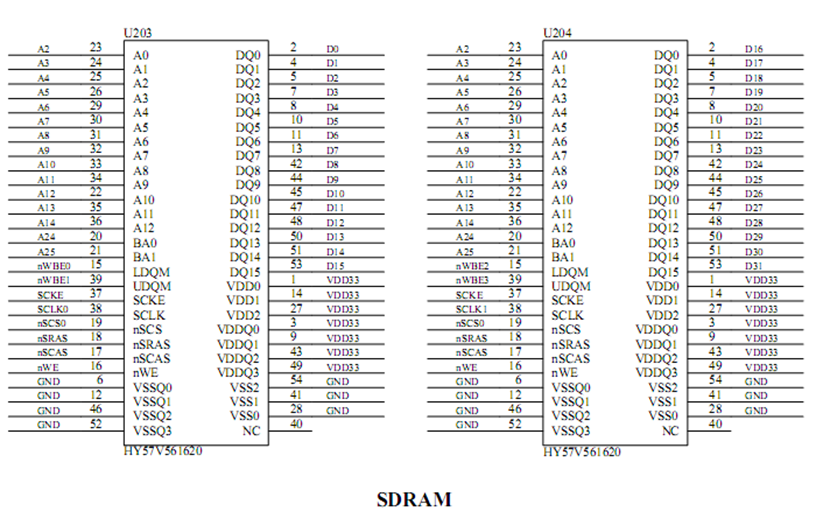 U203
A2 23 A0 DQ0 2 D0
A3 24 A1 DQ1 4 D1
A4 25 A2 DQ2 5 D2
A5 26 A3 DQ3 7 D3
A6 29 A4 DQ4 8 D4
A7 30 A5 DQ5 10 D5
A8 31 A6 DQ6 11 D6
A9 32 A7 DQ7 13 D7
A10 33 A8 DQ8 42 D8
A11 34 A9 DQ9 44 D9
A12 22 A10 DQ10 45 D10
A13 35 A11 DQ11 47 D11
A14 36 A12 DQ12 48 D12
A24 20 BA0 DQ13 50 D13
A25 21 BA1 DQ14 51 D14
nWBE0 15 LDQM DQ15 53 D15
nWBE1 39 UDQM VDD0 1 VDD33
SCKE 37 SCKE VDD1 14 VDD33
SCLK0 38 SCLK VDD2 27 VDD33
nSCS0 19 nSCS VDDQ0 3 VDD33
nSRAS 18 nSRAS VDDQ1 9 VDD33
nSCAS 17 nSCAS VDDQ2 43 VDD33
nWE 16 nWE VDDQ3 49 VDD33
GND 6 VSSQ0 VSS2 54 GND
GND 12 VSSQ1 VSS1 41 GND
GND 46 VSSQ2 VSS0 28 GND
GND 52 VSSQ3 NC 40
HY57V561620
U204
A2 23 A0 DQ0 2 D16
A3 24 A1 DQ1 4 D17
A4 25 A2 DQ2 5 D18
A5 26 A3 DQ3 7 D19
A6 29 A4 DQ4 8 D20
A7 30 A5 DQ5 10 D21
A8 31 A6 DQ6 11 D22
A9 32 A7 DQ7 13 D23
A10 33 A8 DQ8 42 D24
A11 34 A9 DQ9 44 D25
A12 22 A10 DQ10 45 D26
A13 35 A11 DQ11 47 D27
A14 36 A12 DQ12 48 D28
A24 20 BA0 DQ13 50 D29
A25 21 BA1 DQ14 51 D30
nWBE2 15 LDQM DQ15 53 D31
nWBE3 39 UDQM VDD0 1 VDD33
SCKE 37 SCKE VDD1 14 VDD33
SCLK1 38 SCLK VDD2 27 VDD33
nSCS0 19 nSCS VDDQ0 3 VDD33
nSRAS 18 nSRAS VDDQ1 9 VDD33
nSCAS 17 nSCAS VDDQ2 43 VDD33
nWE 16 nWE VDDQ3 49 VDD33
GND 6 VSSQ0 VSS2 54 GND
GND 12 VSSQ1 VSS1 41 GND
GND 46 VSSQ2 VSS0 28 GND
GND 52 VSSQ3 NC 40
HY57V561620
SDRAM